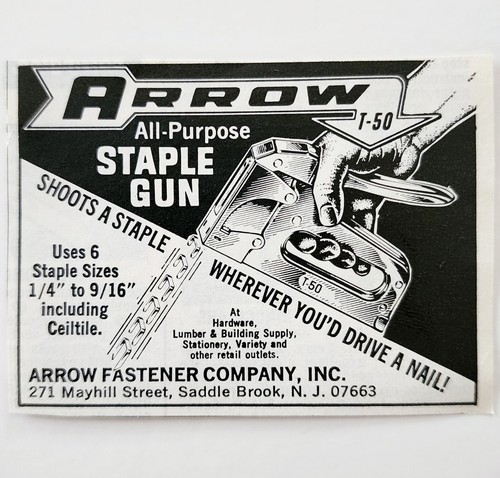 ARROW
T-50
All-Purpose
STAPLE
GUN
SHOOTS A STAPLE
WHEREVER YOU'D DRIVE A NAIL!
T-50
Uses 6
Staple Sizes
1/4" to 9/16"
including
Ceiltile.
At
Hardware,
Lumber & Building Supply,
Stationery, Variety and
other retail outlets.
ARROW FASTENER COMPANY, INC.
271 Mayhill Street, Saddle Brook, N. J. 07663